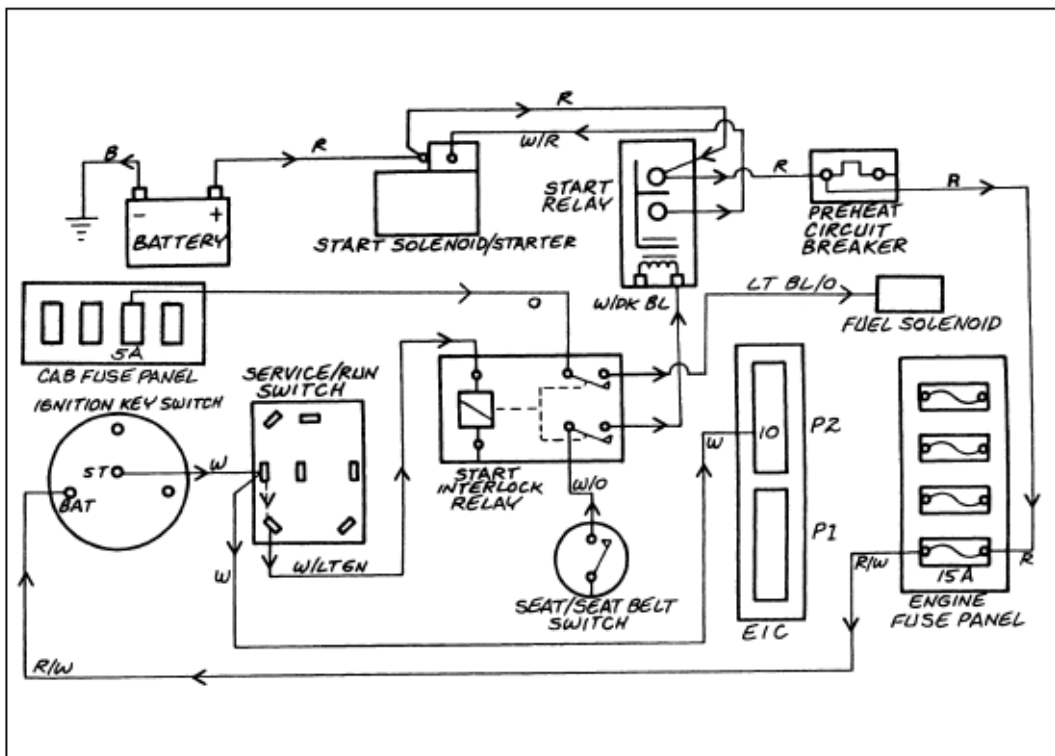 R
B
R
W/R
START
RELAY
R
R
- +
BATTERY
START SOLENOID/STARTER
PREHEAT
CIRCUIT
BREAKER
W/DK BL
LT BL/O
O
FUEL SOLENOID
5A
CAB FUSE PANEL
IGNITION KEY SWITCH
SERVICE/RUN
SWITCH
ST
BAT
W
W
W/LTGN
START
INTERLOCK
RELAY
W/O
SEAT/SEAT BELT
SWITCH
W
10
P2
P1
EIC
R/W
15A
R
ENGINE
FUSE PANEL
R/W